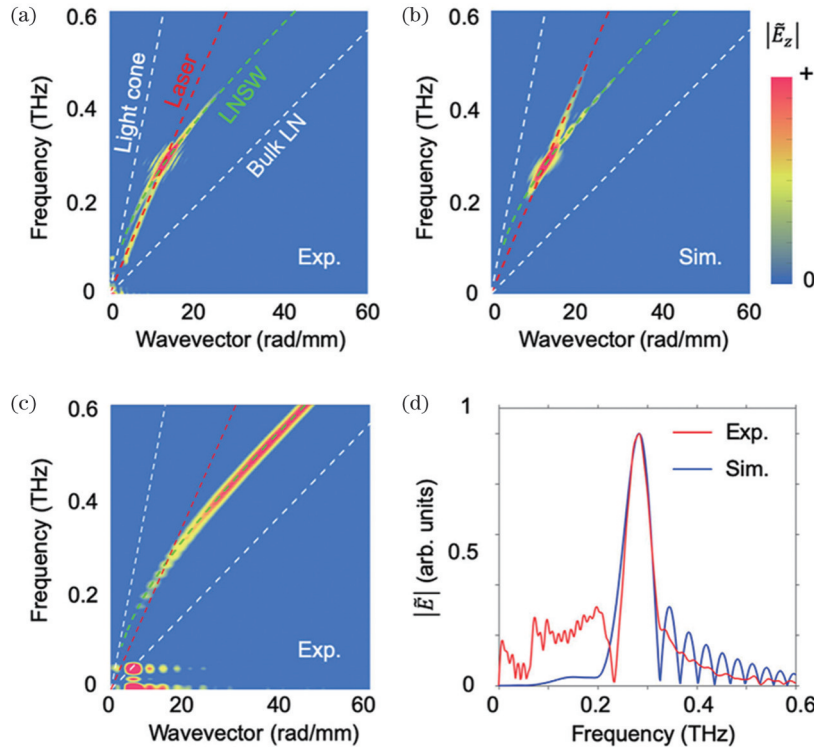 (a)
0.6
0.4
0.2
0
Frequency (THz)
Light cone
Laser
LNSW
Bulk LN
Exp.
0
20
40
60
Wavevector (rad/mm)
(b)
0.6
0.4
0.2
0
Frequency (THz)
Sim.
0
20
40
60
Wavevector (rad/mm)
|Ẽz|
+
0
(c)
0.6
0.4
0.2
0
Frequency (THz)
Exp.
0
20
40
60
Wavevector (rad/mm)
(d)
1
0.5
0
|Ẽ| (arb. units)
Exp.
Sim.
0
0.2
0.4
0.6
Frequency (THz)